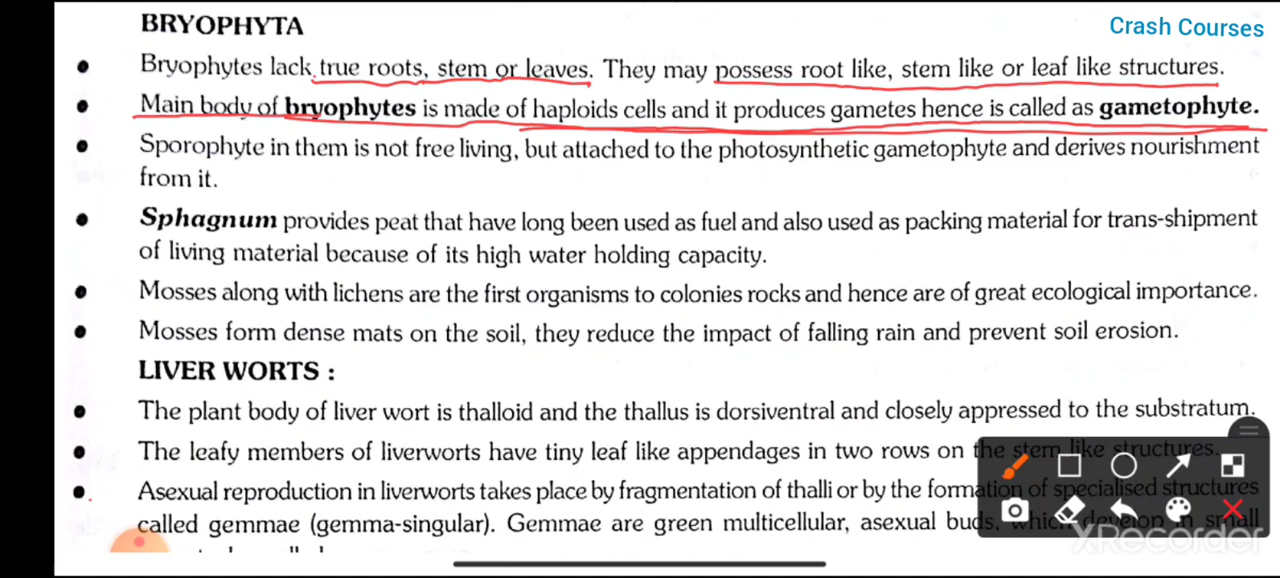 BRYOPHYTA
Crash Courses
Bryophytes lack true roots, stem or leaves. They may possess root like, stem like or leaf like structures.
Main body of bryophytes is made of haploids cells and it produces gametes hence is called as gametophyte.
Sporophyte in them is not free living, but attached to the photosynthetic gametophyte and derives nourishment
from it.
Sphagnum provides peat that have long been used as fuel and also used as packing material for trans-shipment
of living material because of its high water holding capacity.
Mosses along with lichens are the first organisms to colonies rocks and hence are of great ecological importance.
Mosses form dense mats on the soil, they reduce the impact of falling rain and prevent soil erosion.
LIVER WORTS :
The plant body of liver wort is thalloid and the thallus is dorsiventral and closely appressed to the substratum.
The leafy members of liverworts have tiny leaf like appendages in two rows on the stem like structures.
Asexual reproduction in liverworts takes place by fragmentation of thalli or by the formation of specialised structures
called gemmae (gemma-singular). Gemmae are green multicellular, asexual buds, which develop in small
XRecorder